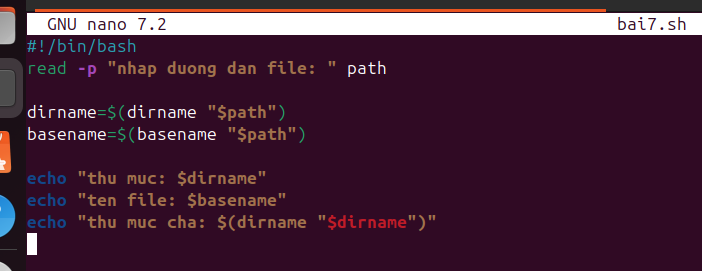 GNU nano 7.2 bai7.sh
#!/bin/bash
read -p "nhap duong dan file: " path
dirname=$(dirname "$path")
basename=$(basename "$path")
echo "thu muc: $dirname"
echo "ten file: $basename"
echo "thu muc cha: $(dirname "$dirname")"